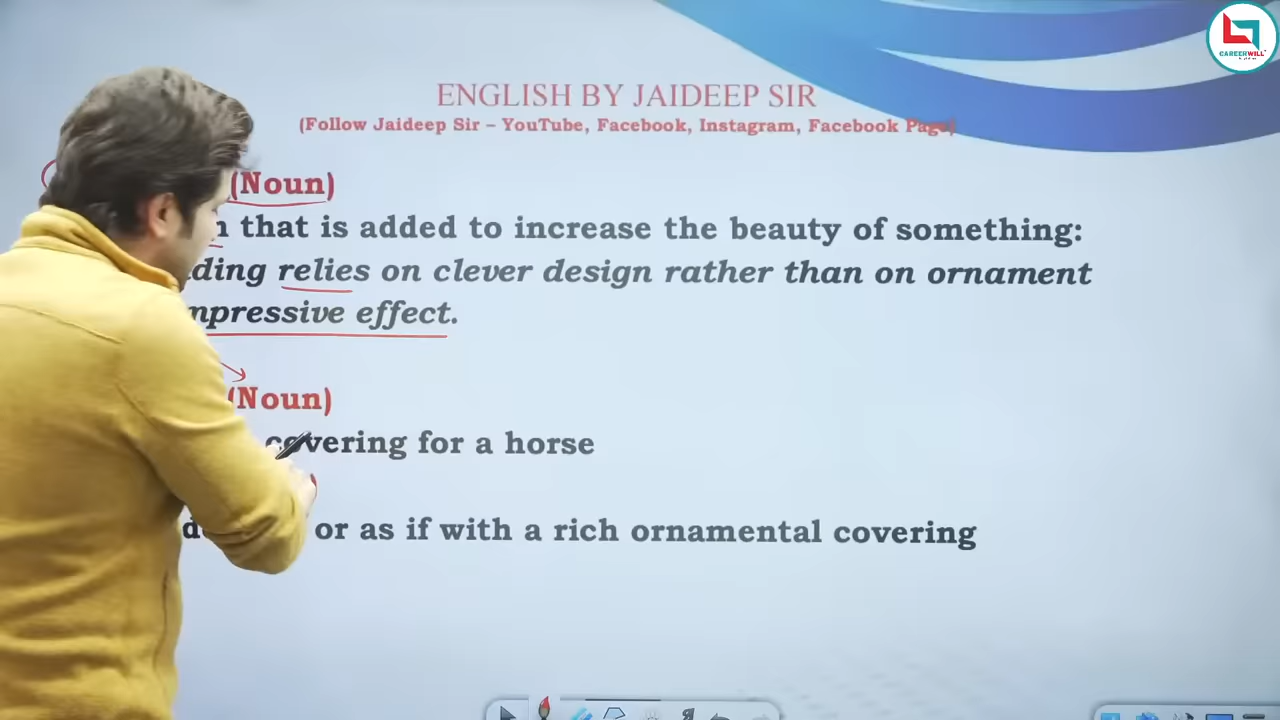 CAREERWILL
ENGLISH BY JAIDEEP SIR
(Follow Jaideep Sir – YouTube, Facebook, Instagram, Facebook Page)
(Noun)
that is added to increase the beauty of something:
relies on clever design rather than on ornament
effect.
(Noun)
covering for a horse
or as if with a rich ornamental covering